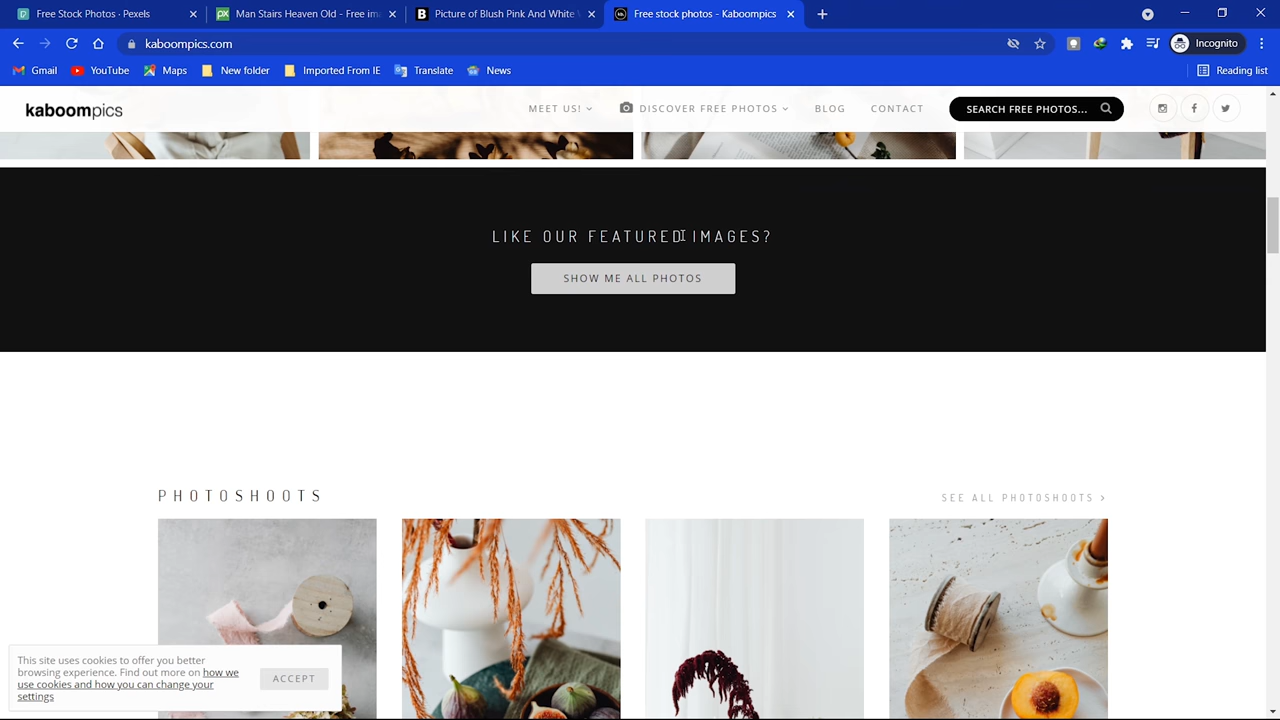 Free Stock Photos · Pexels
Man Stairs Heaven Old - Free im
Picture of Blush Pink And White
Free stock photos - Kaboompics
kaboompics.com
Incognito
Gmail
YouTube
Maps
New folder
Imported From IE
Translate
News
Reading list
kaboompics
MEET US!
DISCOVER FREE PHOTOS
BLOG
CONTACT
SEARCH FREE PHOTOS...
LIKE OUR FEATURED IMAGES?
SHOW ME ALL PHOTOS
PHOTOSHOOTS
SEE ALL PHOTOSHOOTS >
This site uses cookies to offer you better
browsing experience. Find out more on how we
use cookies and how you can change your
settings
ACCEPT